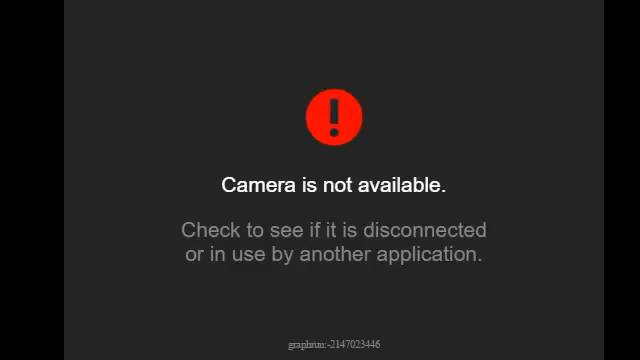 Camera is not available.
Check to see if it is disconnected
or in use by another application.
graphrun:-2147023446